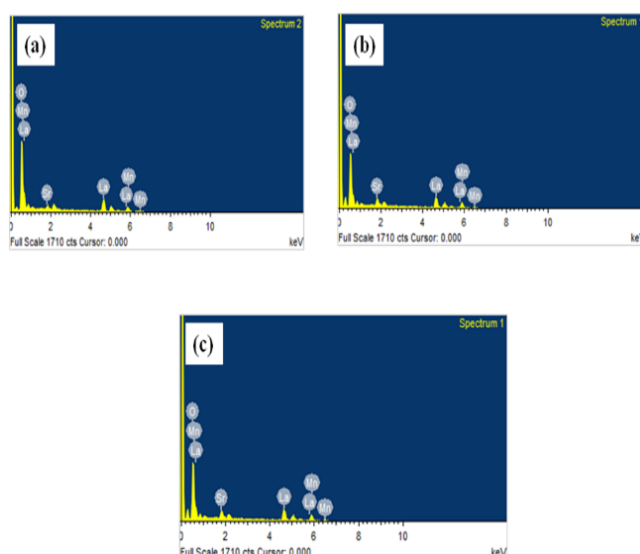 (a)
Spectrum 2
O
Mn
La
Sr
La
Mn
La
Mn
0 2 4 6 8 10
Full Scale 1710 cts Cursor: 0.000 keV
(b)
Spectrum
O
Mn
La
Sr
La
Mn
La
Mn
0 2 4 6 8 10
Full Scale 1710 cts Cursor: 0.000 ke
(c)
Spectrum 1
O
Mn
La
Sr
La
Mn
La
Mn
0 2 4 6 8 10
Full Scale 1710 cts Cursor: 0.000 keV